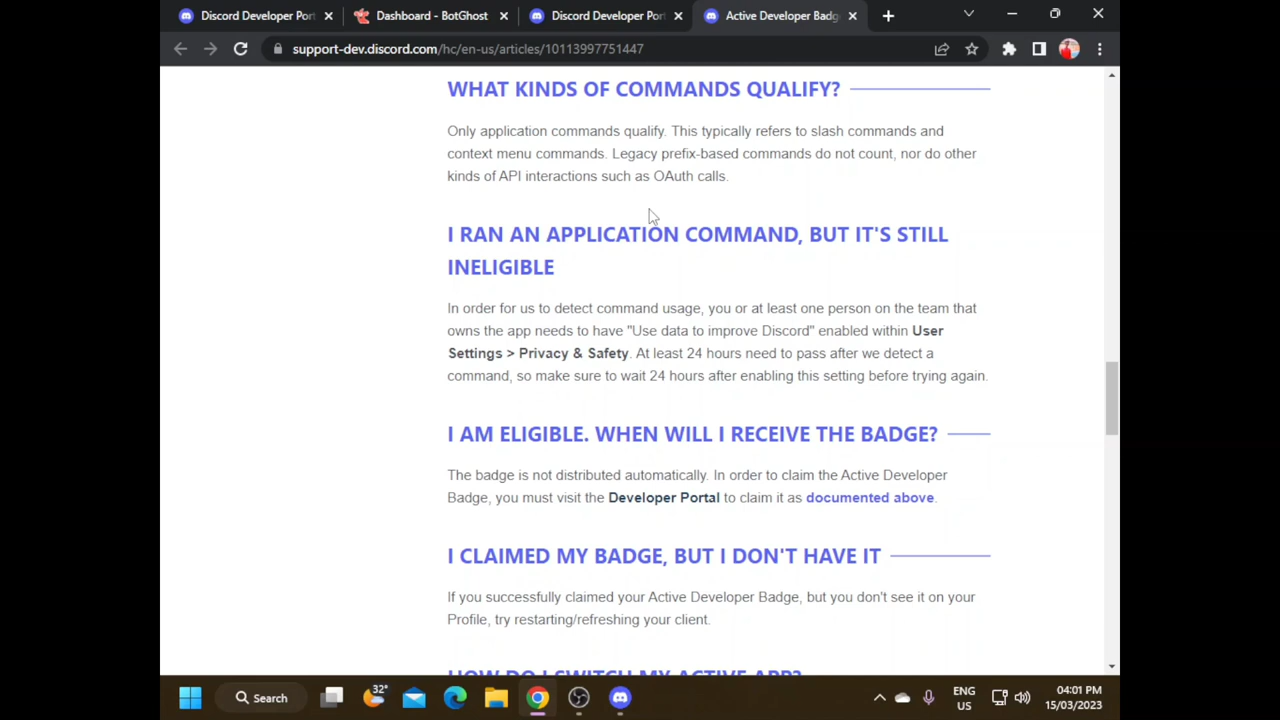 Discord Developer Por
Dashboard - BotGhost
Discord Developer Por
Active Developer Badg
support-dev.discord.com/hc/en-us/articles/10113997751447
WHAT KINDS OF COMMANDS QUALIFY?
Only application commands qualify. This typically refers to slash commands and
context menu commands. Legacy prefix-based commands do not count, nor do other
kinds of API interactions such as OAuth calls.
I RAN AN APPLICATION COMMAND, BUT IT'S STILL
INELIGIBLE
In order for us to detect command usage, you or at least one person on the team that
owns the app needs to have "Use data to improve Discord" enabled within User
Settings > Privacy & Safety. At least 24 hours need to pass after we detect a
command, so make sure to wait 24 hours after enabling this setting before trying again.
I AM ELIGIBLE. WHEN WILL I RECEIVE THE BADGE?
The badge is not distributed automatically. In order to claim the Active Developer
Badge, you must visit the Developer Portal to claim it as documented above.
I CLAIMED MY BADGE, BUT I DON'T HAVE IT
If you successfully claimed your Active Developer Badge, but you don't see it on your
Profile, try restarting/refreshing your client.
HOW DO I SWITCH MY ACTIVE APP?
Search
32°
ENG
US
04:01 PM
15/03/2023